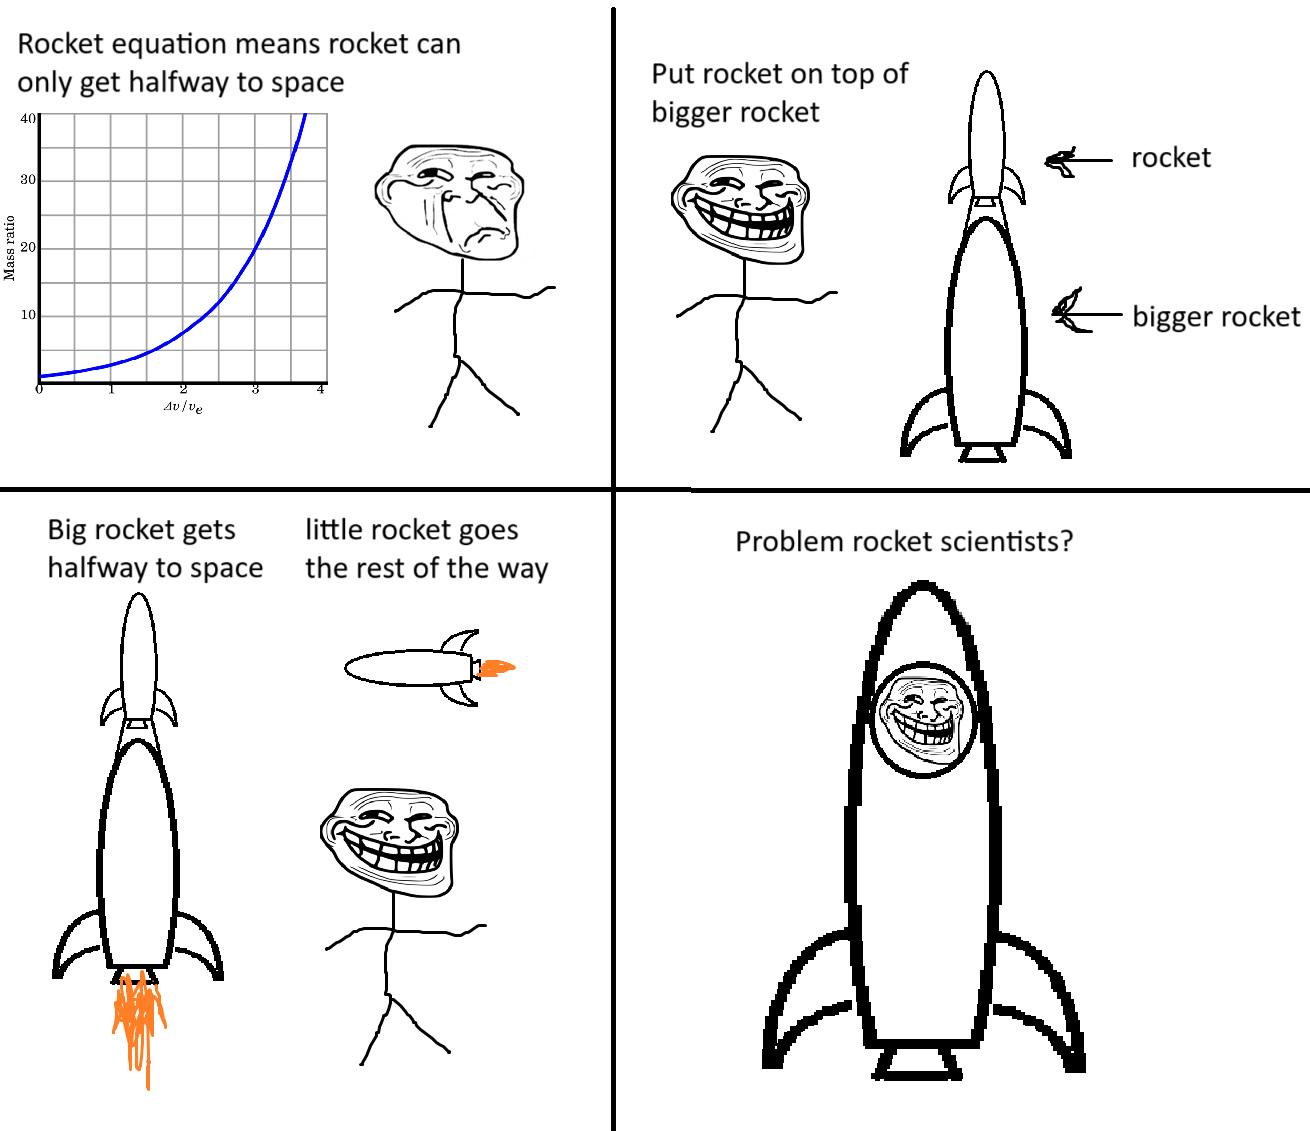 Rocket equation means rocket can
only get halfway to space
40
30
20
10
Mass ratio
0 1 2 3 4
Δv/vₑ
Put rocket on top of
bigger rocket
rocket
bigger rocket
Big rocket gets
halfway to space
little rocket goes
the rest of the way
Problem rocket scientists?